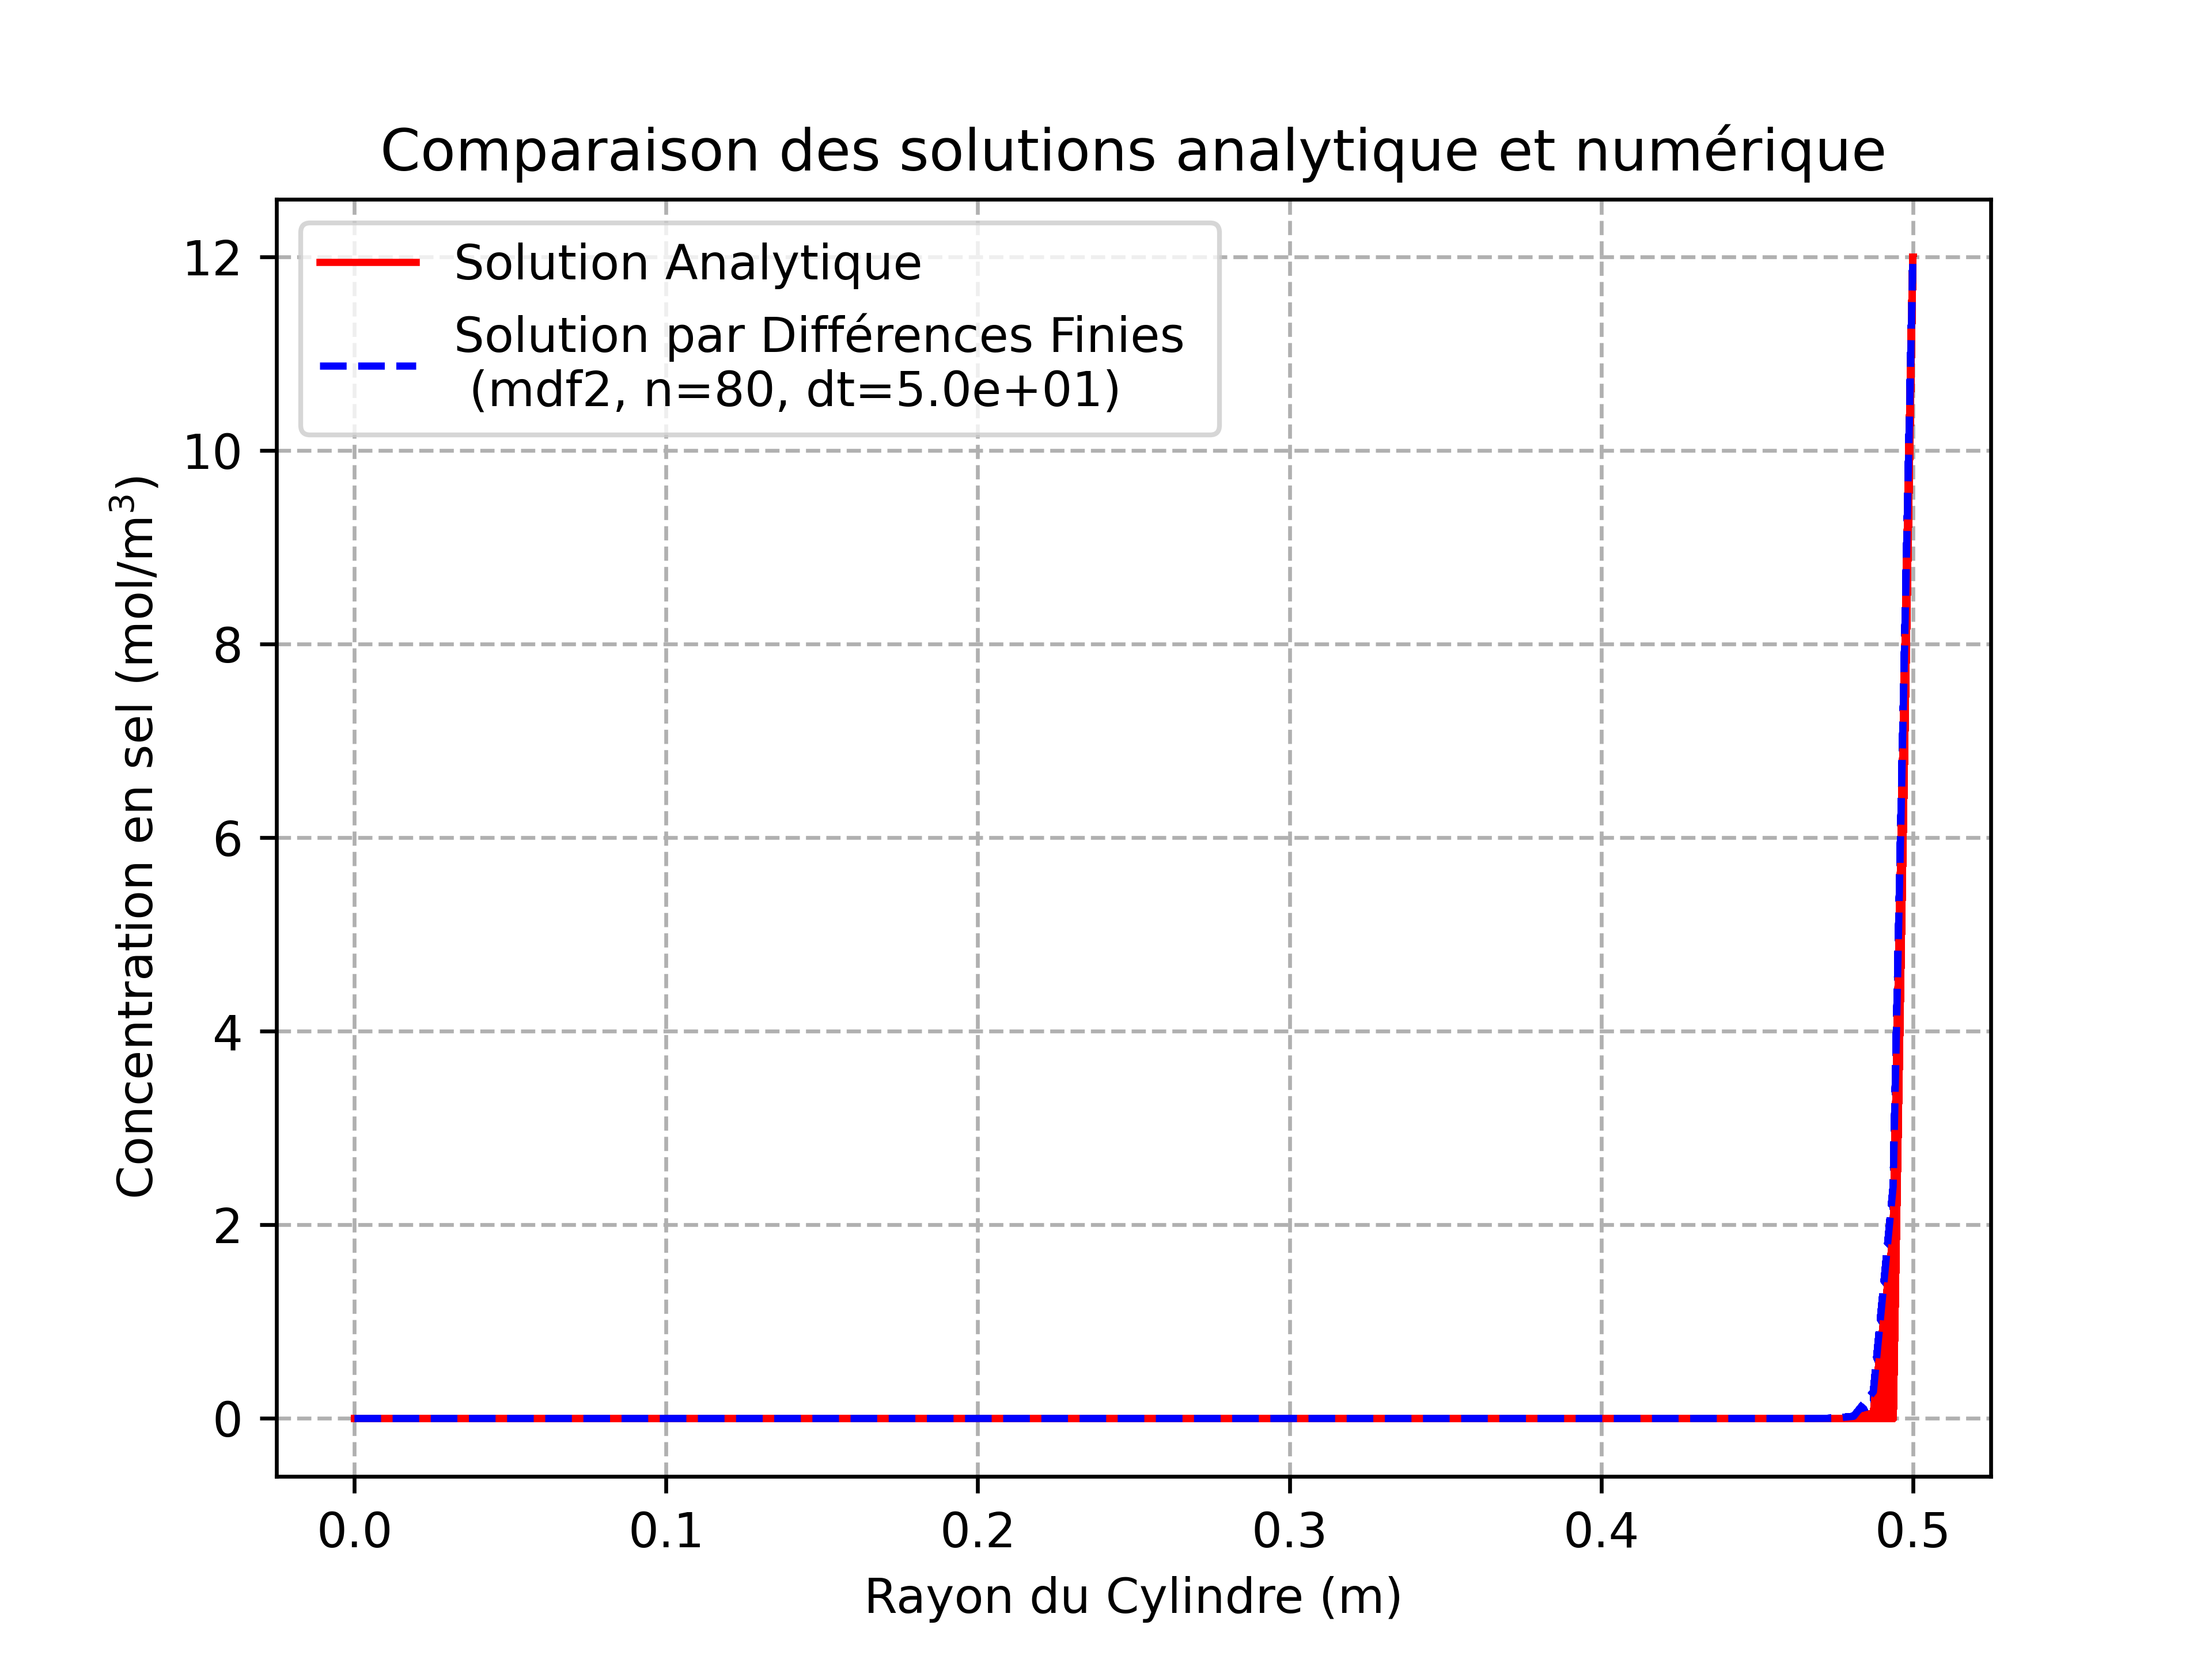 Comparaison des solutions analytique et numérique
Solution Analytique
Solution par Différences Finies
(mdf2, n=80, dt=5.0e+01)
Concentration en sel (mol/m³)
12
10
8
6
4
2
0
0.0 0.1 0.2 0.3 0.4 0.5
Rayon du Cylindre (m)